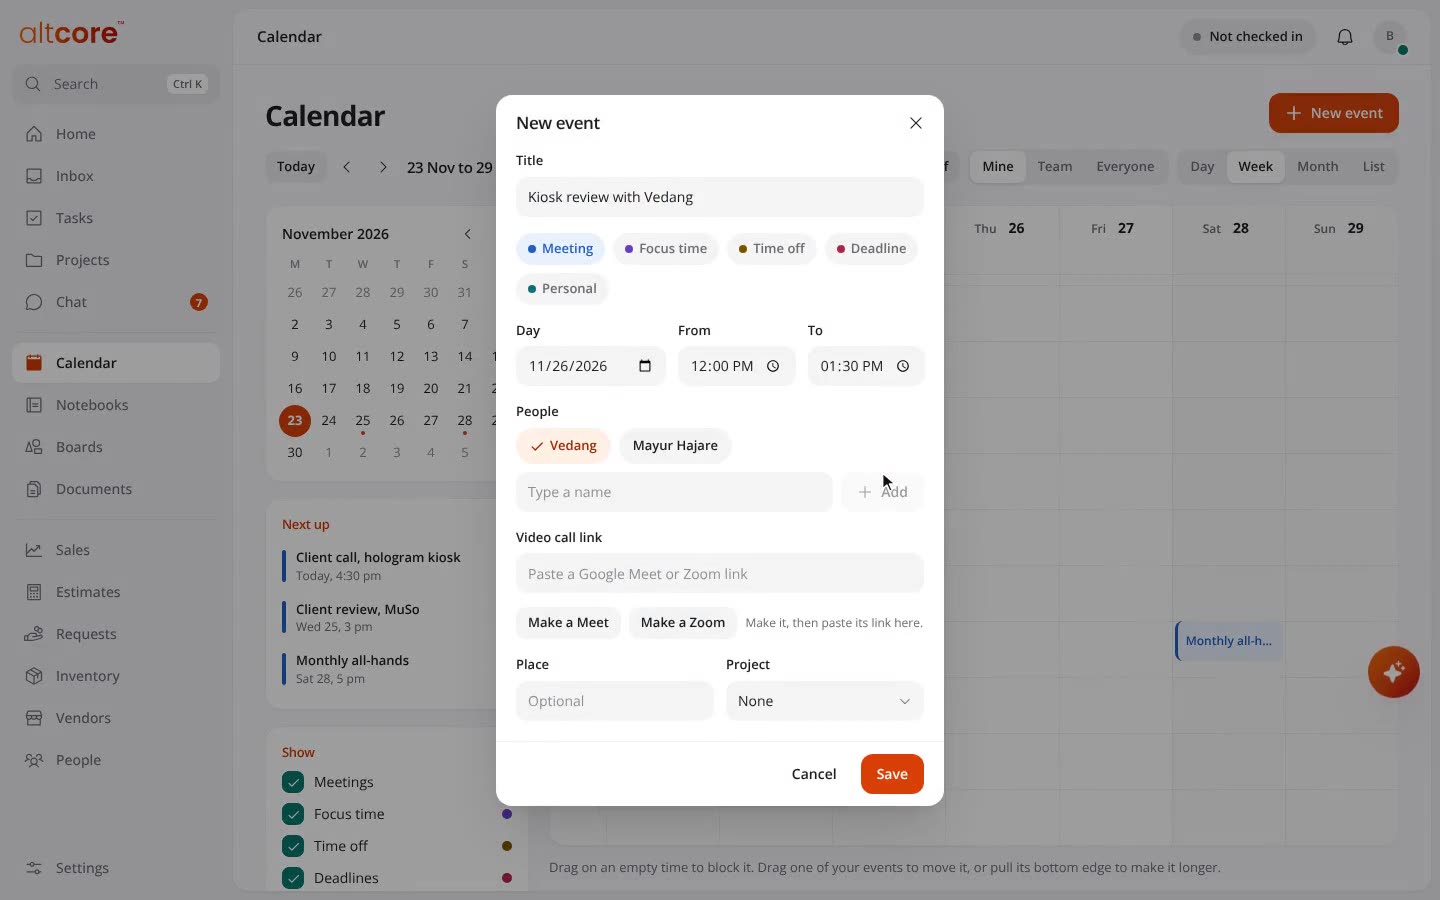 altcore™
Search
Ctrl K
Home
Inbox
Tasks
Projects
Chat
7
Calendar
Notebooks
Boards
Documents
Sales
Estimates
Requests
Inventory
Vendors
People
Settings
Calendar
Not checked in
B
Calendar
New event
Today
23 Nov to 29
Mine
Team
Everyone
Day
Week
Month
List
November 2026
M T W T F S
26 27 28 29 30 31
2 3 4 5 6 7
9 10 11 12 13 14
16 17 18 19 20 21
23 24 25 26 27 28
30 1 2 3 4 5
Next up
Client call, hologram kiosk
Today, 4:30 pm
Client review, MuSo
Wed 25, 3 pm
Monthly all-hands
Sat 28, 5 pm
Show
Meetings
Focus time
Time off
Deadlines
Thu 26
Fri 27
Sat 28
Sun 29
Monthly all-h...
Drag on an empty time to block it. Drag one of your events to move it, or pull its bottom edge to make it longer.
New event
Title
Kiosk review with Vedang
Meeting
Focus time
Time off
Deadline
Personal
Day
From
To
11/26/2026
12:00 PM
01:30 PM
People
Vedang
Mayur Hajare
Type a name
Add
Video call link
Paste a Google Meet or Zoom link
Make a Meet
Make a Zoom
Make it, then paste its link here.
Place
Project
Optional
None
Cancel
Save